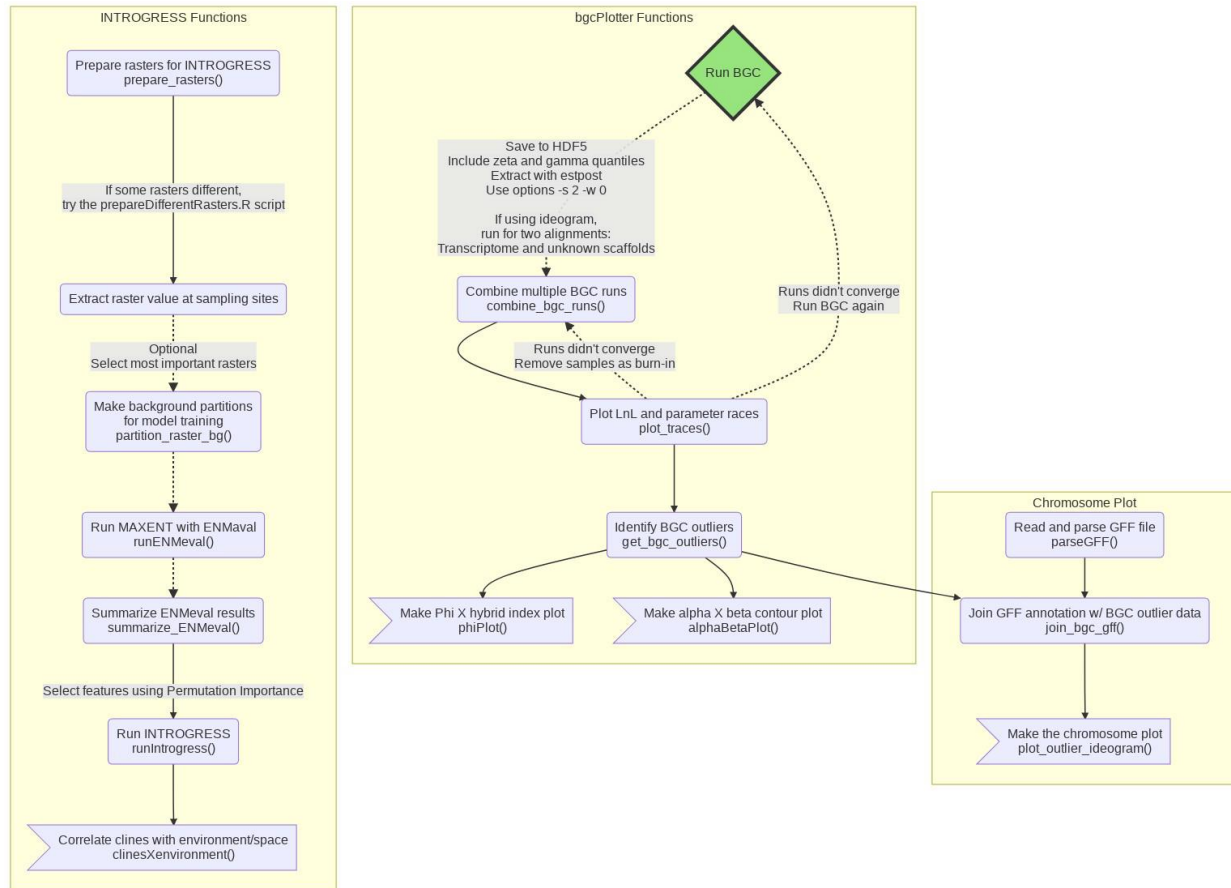 INTROGRESS Functions
Prepare rasters for INTROGRESS
prepare_rasters()
If some rasters different,
try the prepareDifferentRasters.R script
Extract raster value at sampling sites
Optional
Select most important rasters
Make background partitions
for model training
partition_raster_bg()
Run MAXENT with ENMaval
runENMeval()
Summarize ENMeval results
summarize_ENMeval()
Select features using Permutation Importance
Run INTROGRESS
runIntrogress()
Correlate clines with environment/space
clinesXenvironment()
bgcPlotter Functions
Run BGC
Save to HDF5
Include zeta and gamma quantiles
Extract with estpost
Use options -s 2 -w 0
If using ideogram,
run for two alignments:
Transcriptome and unknown scaffolds
Combine multiple BGC runs
combine_bgc_runs()
Runs didn't converge
Run BGC again
Runs didn't converge
Remove samples as burn-in
Plot LnL and parameter races
plot_traces()
Identify BGC outliers
get_bgc_outliers()
Make Phi X hybrid index plot
phiPlot()
Make alpha X beta contour plot
alphaBetaPlot()
Chromosome Plot
Read and parse GFF file
parseGFF()
Join GFF annotation w/ BGC outlier data
join_bgc_gff()
Make the chromosome plot
plot_outlier_ideogram()